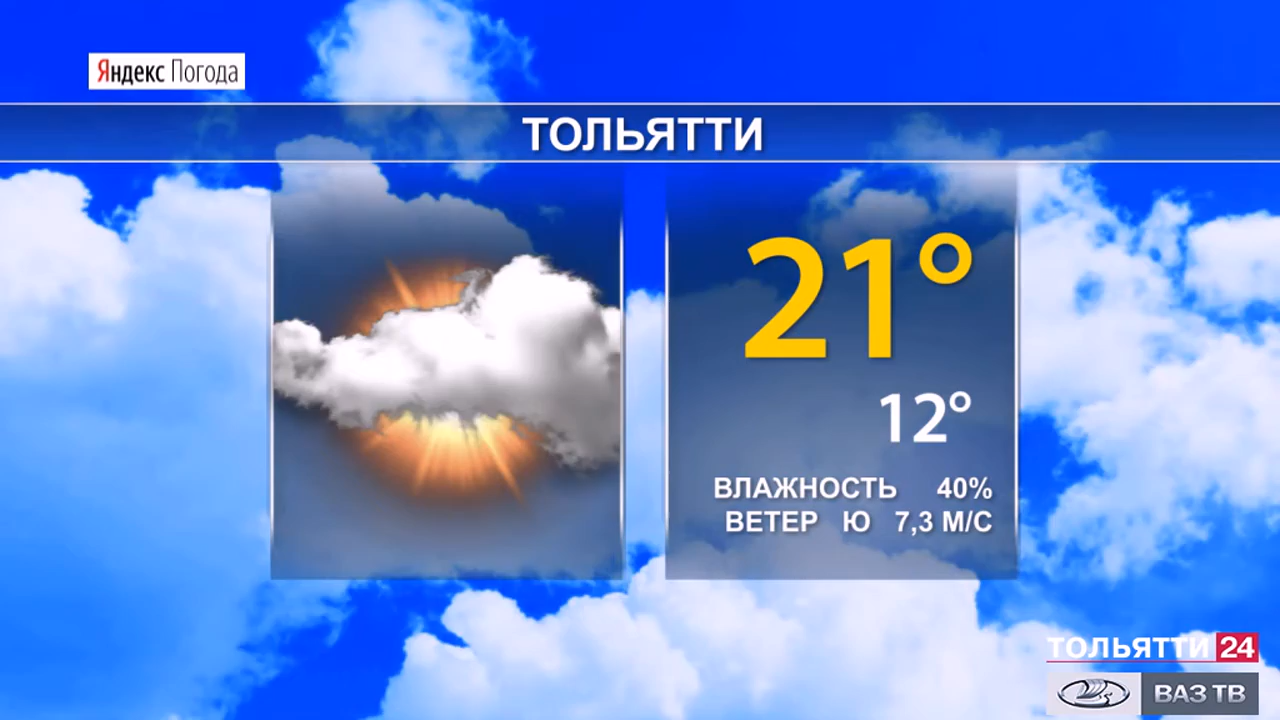 Яндекс Погода
ТОЛЬЯТТИ
21°
12°
ВЛАЖНОСТЬ 40%
ВЕТЕР Ю 7,3 М/С
ТОЛЬЯТТИ 24
ВАЗ ТВ